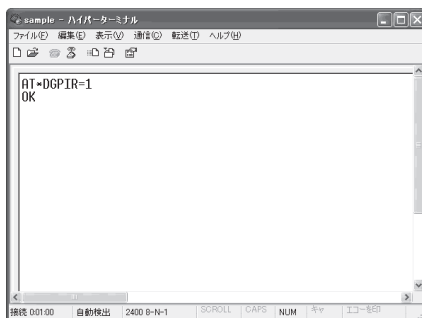 sample - ハイパーターミナル
ファイル(F) 編集(E) 表示(V) 通信(C) 転送(T) ヘルプ(H)
AT*DGPIR=1
OK
接続 0:01:00 自動検出 2400 8-N-1 SCROLL CAPS NUM キャ エコーを印